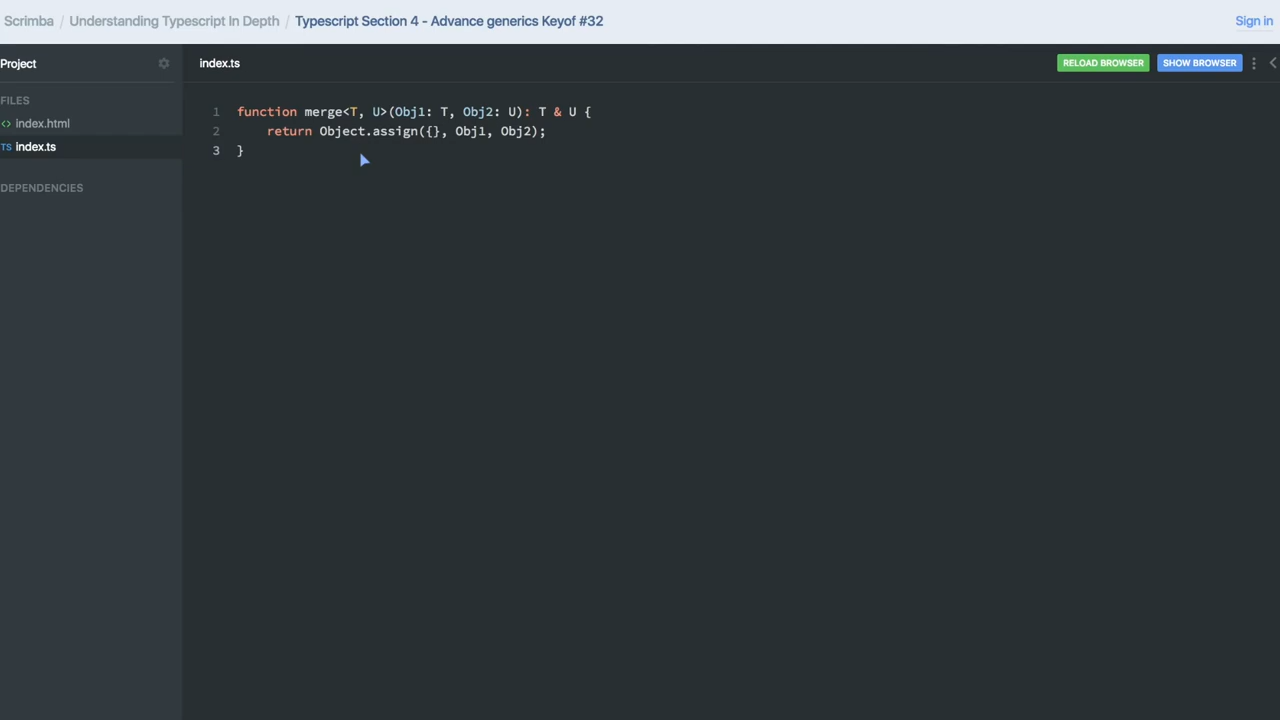 Scrimba / Understanding Typescript In Depth / Typescript Section 4 - Advance generics Keyof #32
Sign in
Project
index.ts
RELOAD BROWSER
SHOW BROWSER
FILES
<> index.html
TS index.ts
DEPENDENCIES
1 function merge<T, U>(Obj1: T, Obj2: U): T & U {
2     return Object.assign({}, Obj1, Obj2);
3 }